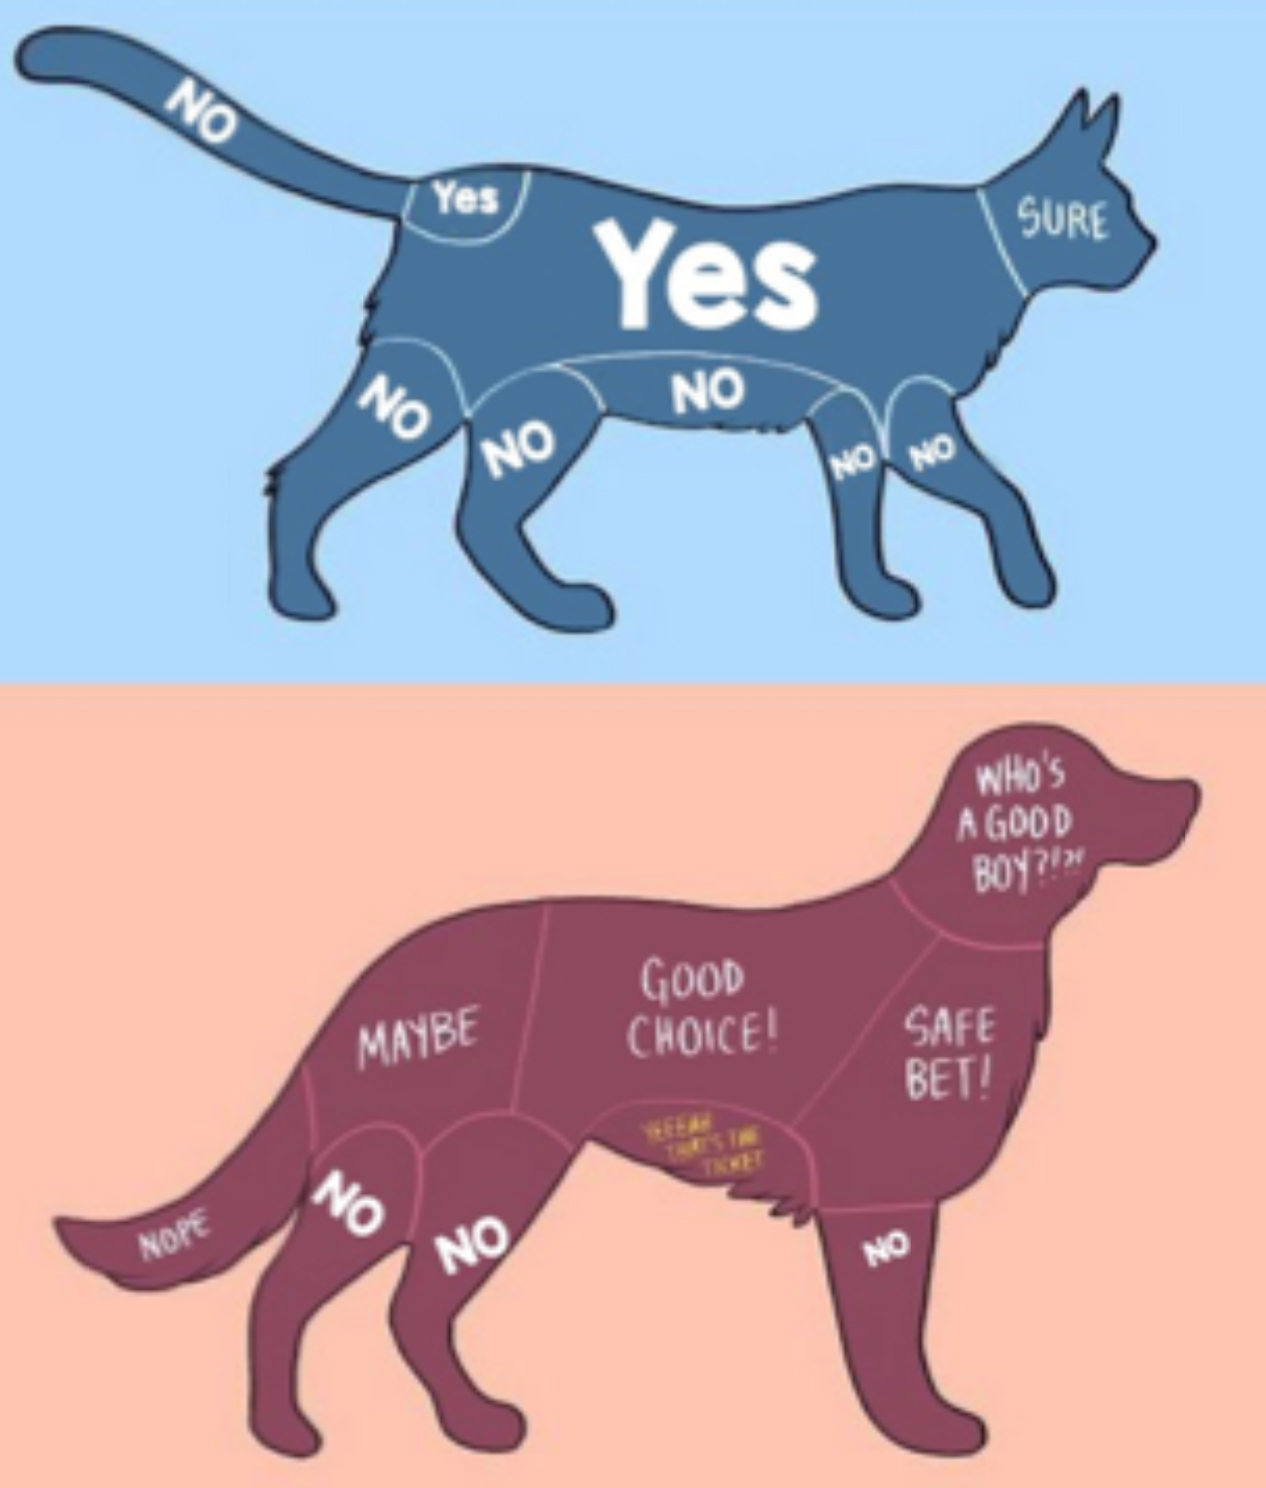 NO
Yes
SURE
Yes
NO
NO
NO
NO
NO
WHO'S
A GOOD
BOY?!?!
GOOD
CHOICE!
MAYBE
SAFE
BET!
YEEEAH
THAT'S THE
TICKET
NO
NOPE
NO
NO